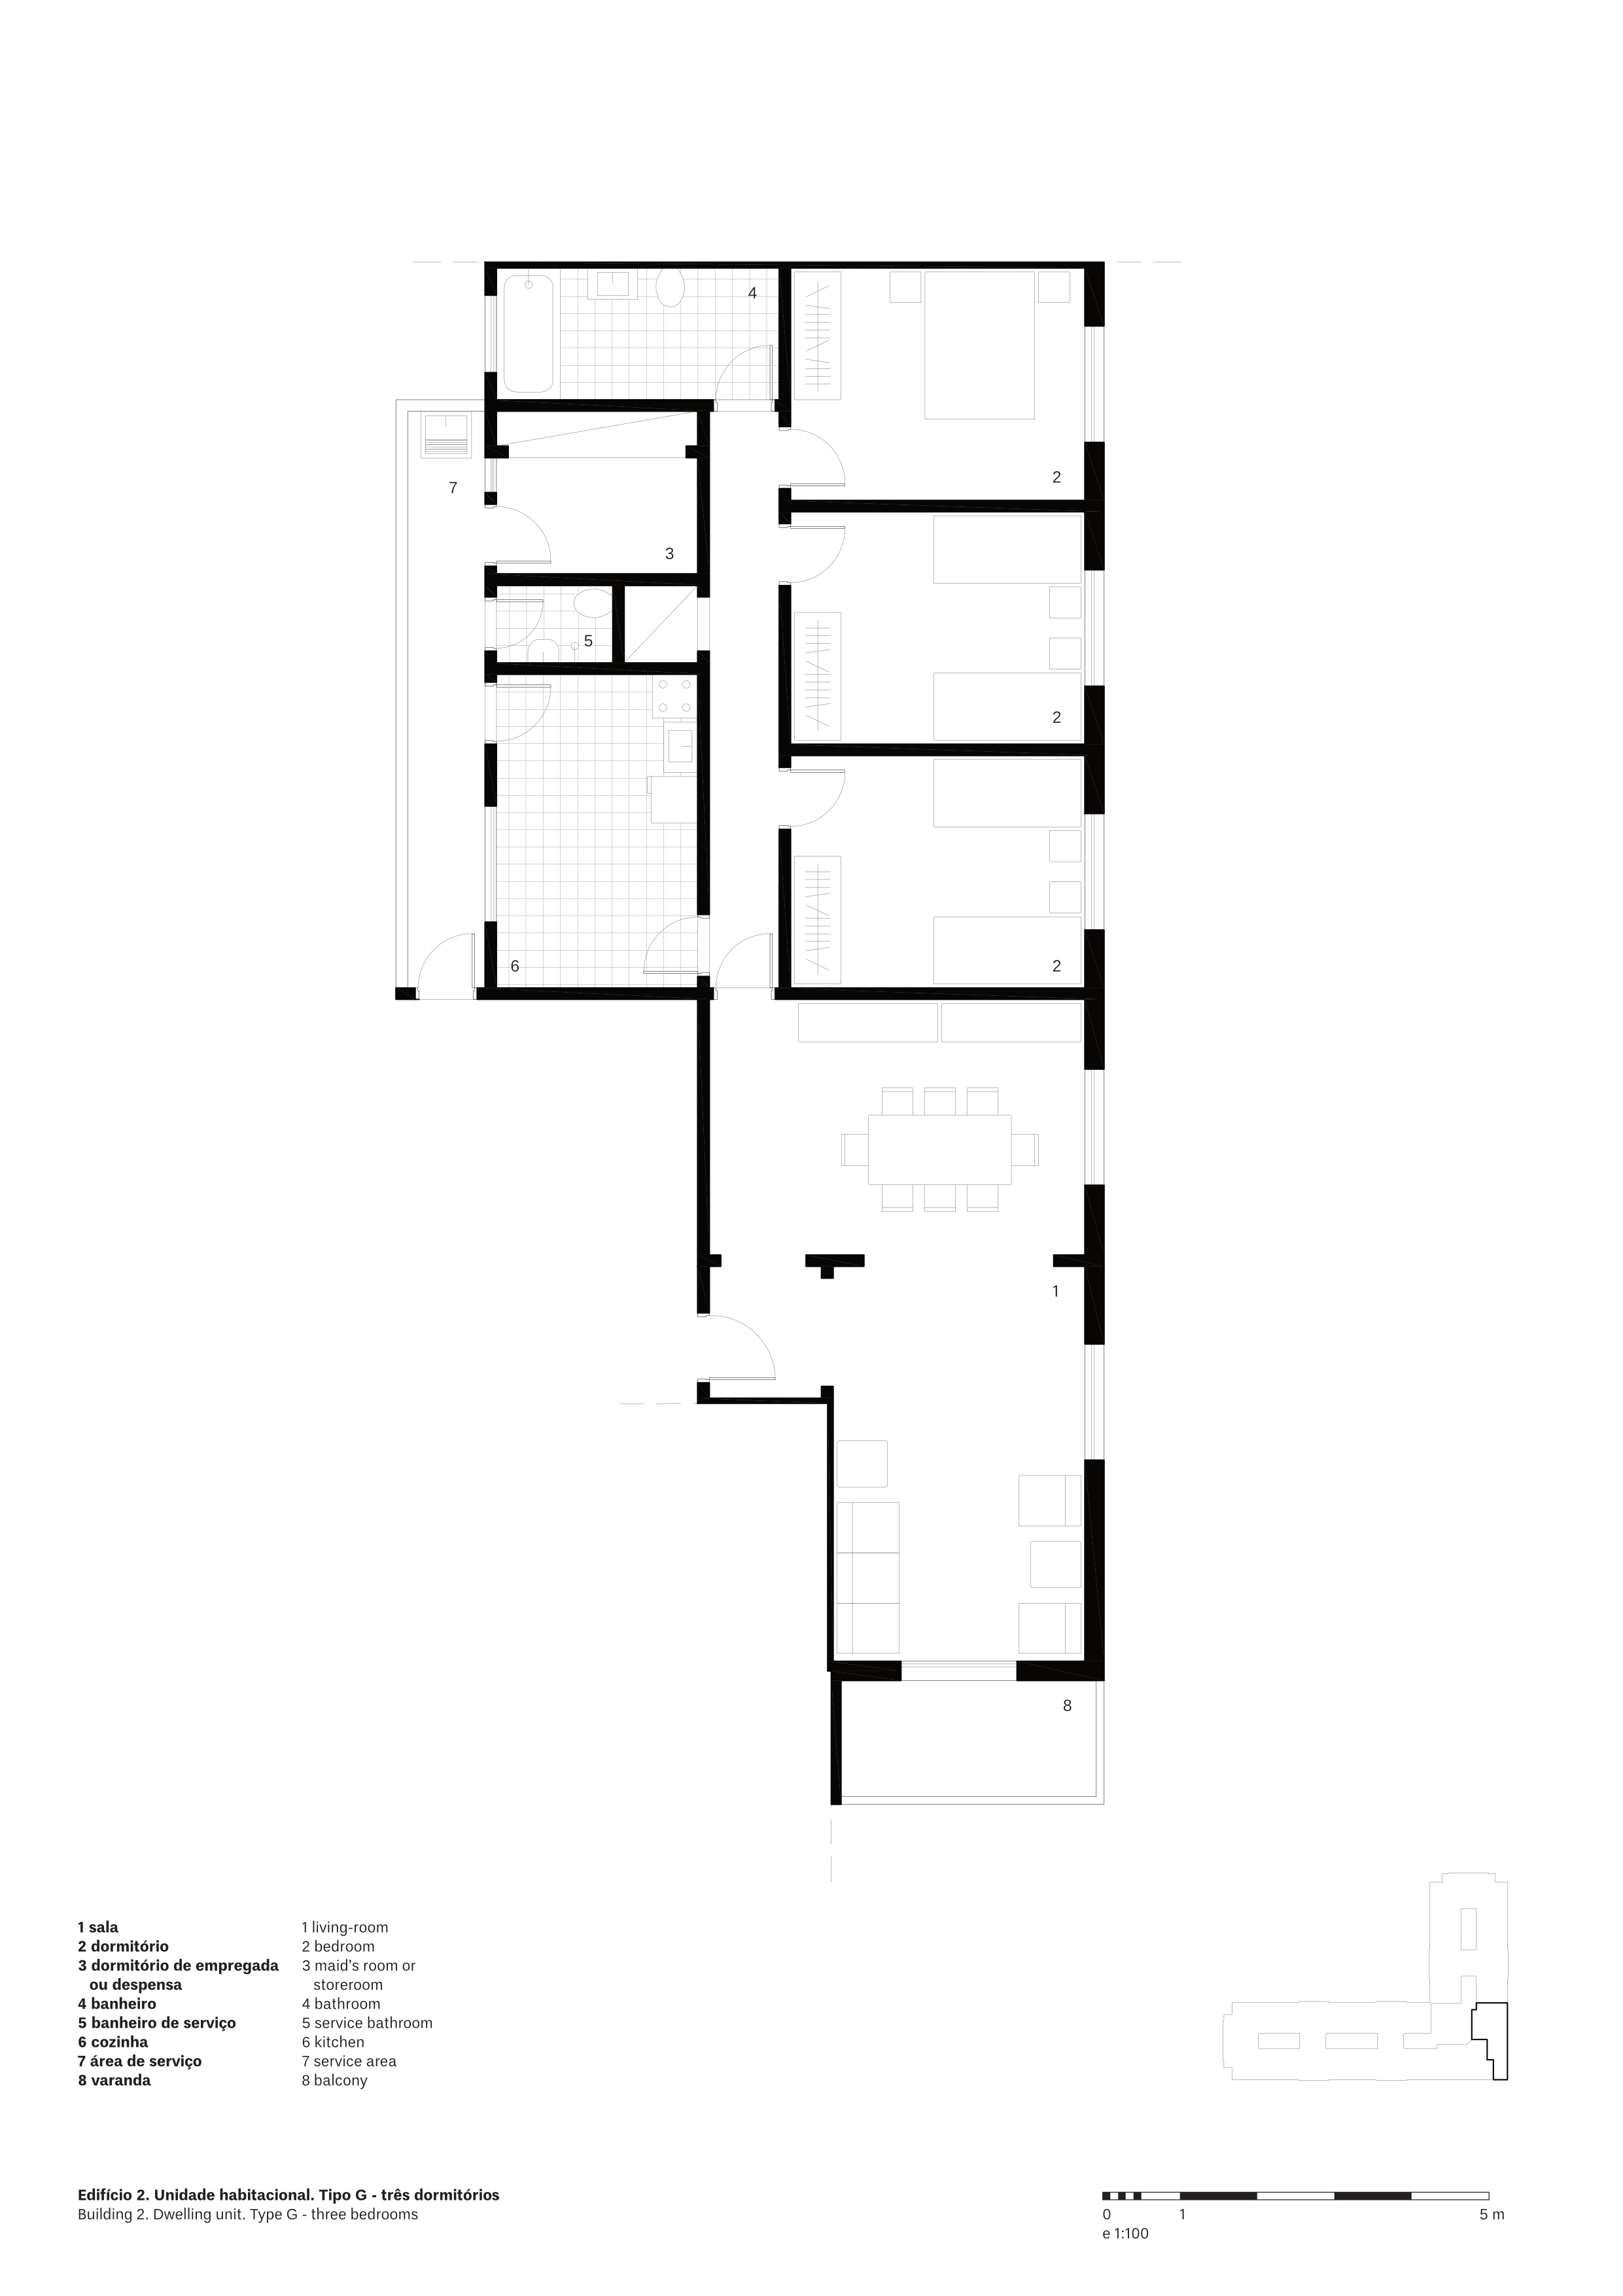 4
2
7
3
5
2
6
2
1
8
1 sala
2 dormitório
3 dormitório de empregada
ou despensa
4 banheiro
5 banheiro de serviço
6 cozinha
7 área de serviço
8 varanda
1 living-room
2 bedroom
3 maid's room or
storeroom
4 bathroom
5 service bathroom
6 kitchen
7 service area
8 balcony
Edifício 2. Unidade habitacional. Tipo G - três dormitórios
Building 2. Dwelling unit. Type G - three bedrooms
0 1 5 m
e 1:100